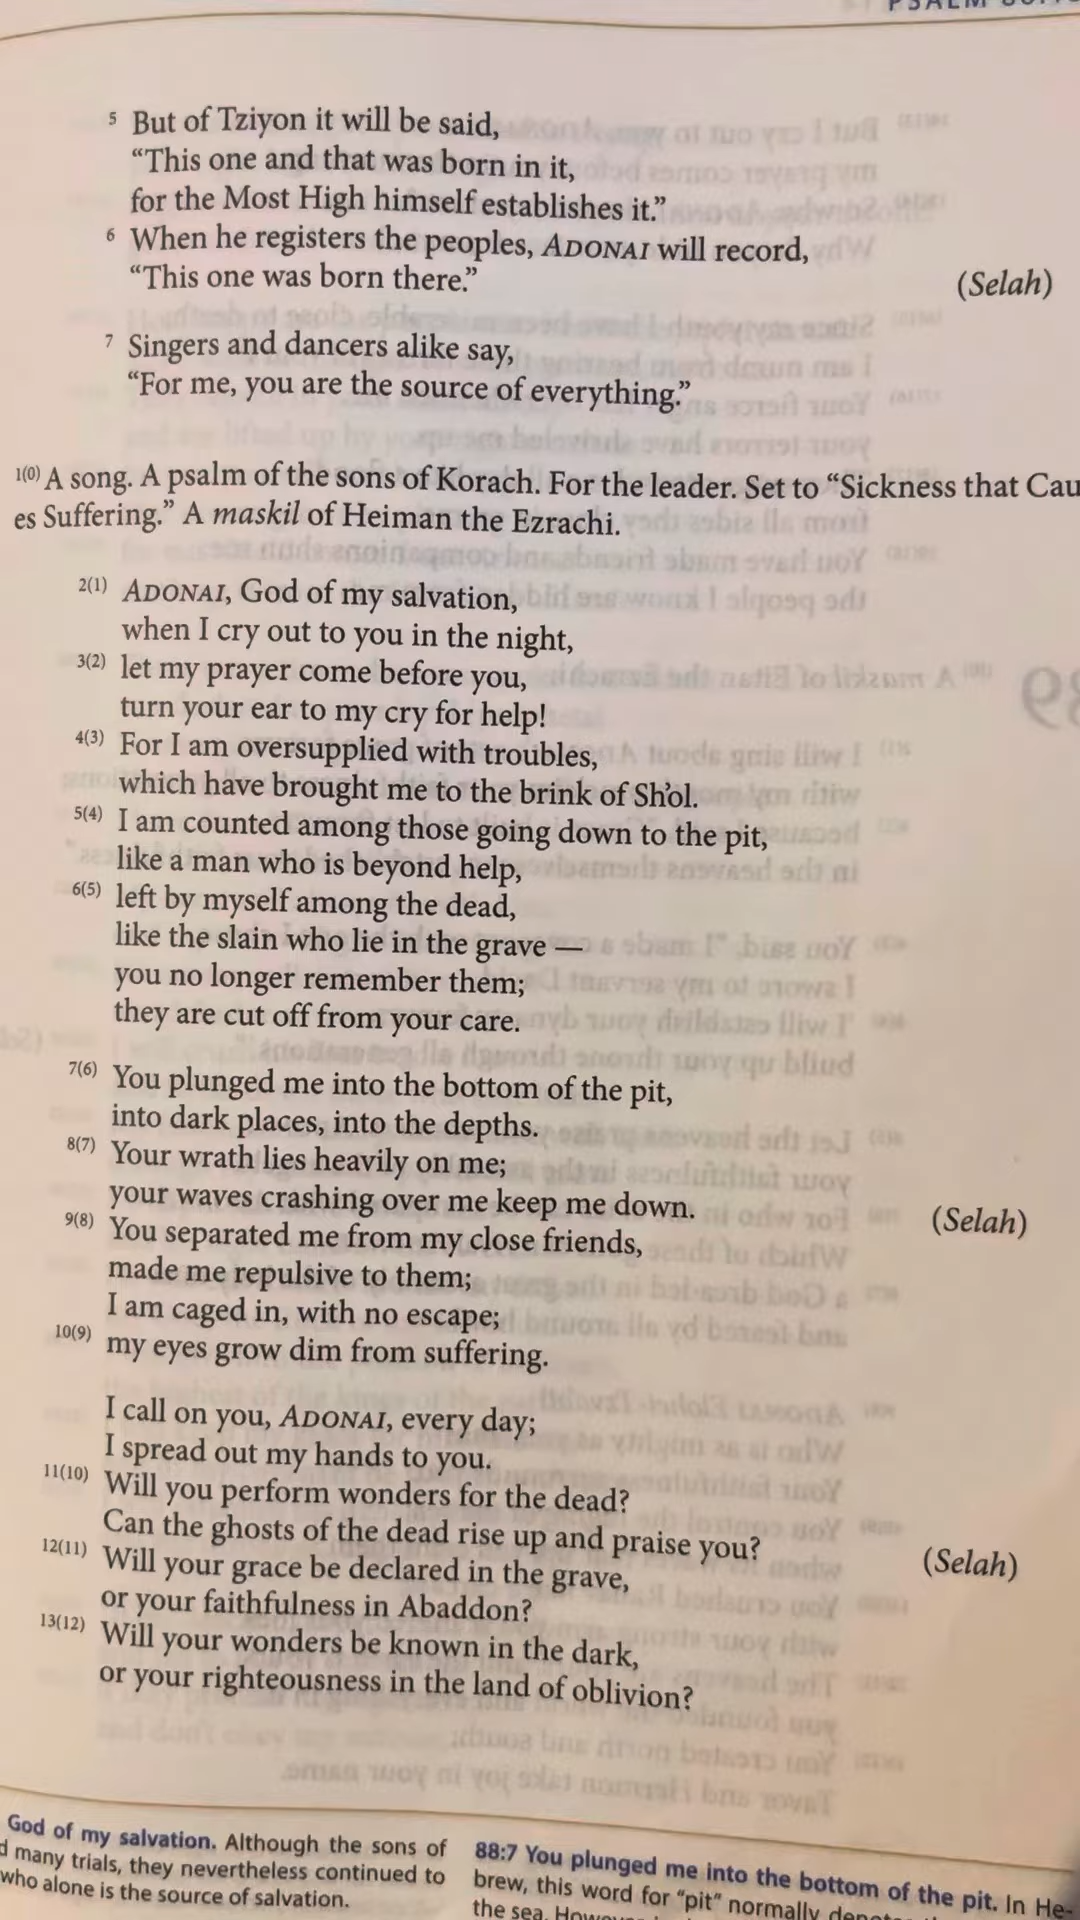 5 But of Tziyon it will be said,
“This one and that was born in it,
for the Most High himself establishes it.”
6 When he registers the peoples, ADONAI will record,
“This one was born there.” (Selah)
7 Singers and dancers alike say,
“For me, you are the source of everything.”
1(0) A song. A psalm of the sons of Korach. For the leader. Set to “Sickness that Cau
es Suffering.” A maskil of Heiman the Ezrachi.
2(1) ADONAI, God of my salvation,
when I cry out to you in the night,
3(2) let my prayer come before you,
turn your ear to my cry for help!
4(3) For I am oversupplied with troubles,
which have brought me to the brink of Sh’ol.
5(4) I am counted among those going down to the pit,
like a man who is beyond help,
6(5) left by myself among the dead,
like the slain who lie in the grave —
you no longer remember them;
they are cut off from your care.
7(6) You plunged me into the bottom of the pit,
into dark places, into the depths.
8(7) Your wrath lies heavily on me;
your waves crashing over me keep me down. (Selah)
9(8) You separated me from my close friends,
made me repulsive to them;
I am caged in, with no escape;
10(9) my eyes grow dim from suffering.
I call on you, ADONAI, every day;
I spread out my hands to you.
11(10) Will you perform wonders for the dead?
Can the ghosts of the dead rise up and praise you? (Selah)
12(11) Will your grace be declared in the grave,
or your faithfulness in Abaddon?
13(12) Will your wonders be known in the dark,
or your righteousness in the land of oblivion?
God of my salvation. Although the sons of
d many trials, they nevertheless continued to
who alone is the source of salvation.
88:7 You plunged me into the bottom of the pit. In He-
brew, this word for “pit” normally
the sea.